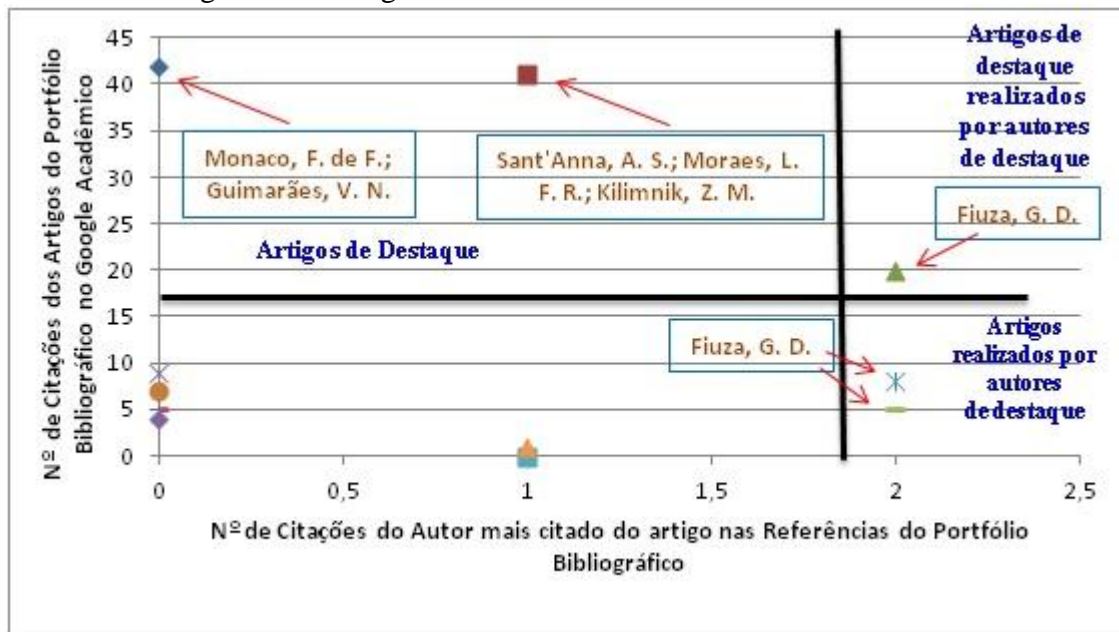 45
40
35
30
25
20
15
10
5
0
Nº de Citações dos Artigos do Portfólio
Bibliográfico no Google Acadêmico
Monaco, F. de F.;
Guimarães, V. N.
Sant'Anna, A. S.; Moraes, L.
F. R.; Kilimnik, Z. M.
Artigos de
destaque
realizados
por autores
de destaque
Fiuza, G. D.
Artigos de Destaque
Fiuza, G. D.
Artigos
realizados por
autores
de destaque
0
0,5
1
1,5
2
2,5
Nº de Citações do Autor mais citado do artigo nas Referências do Portfólio
Bibliográfico